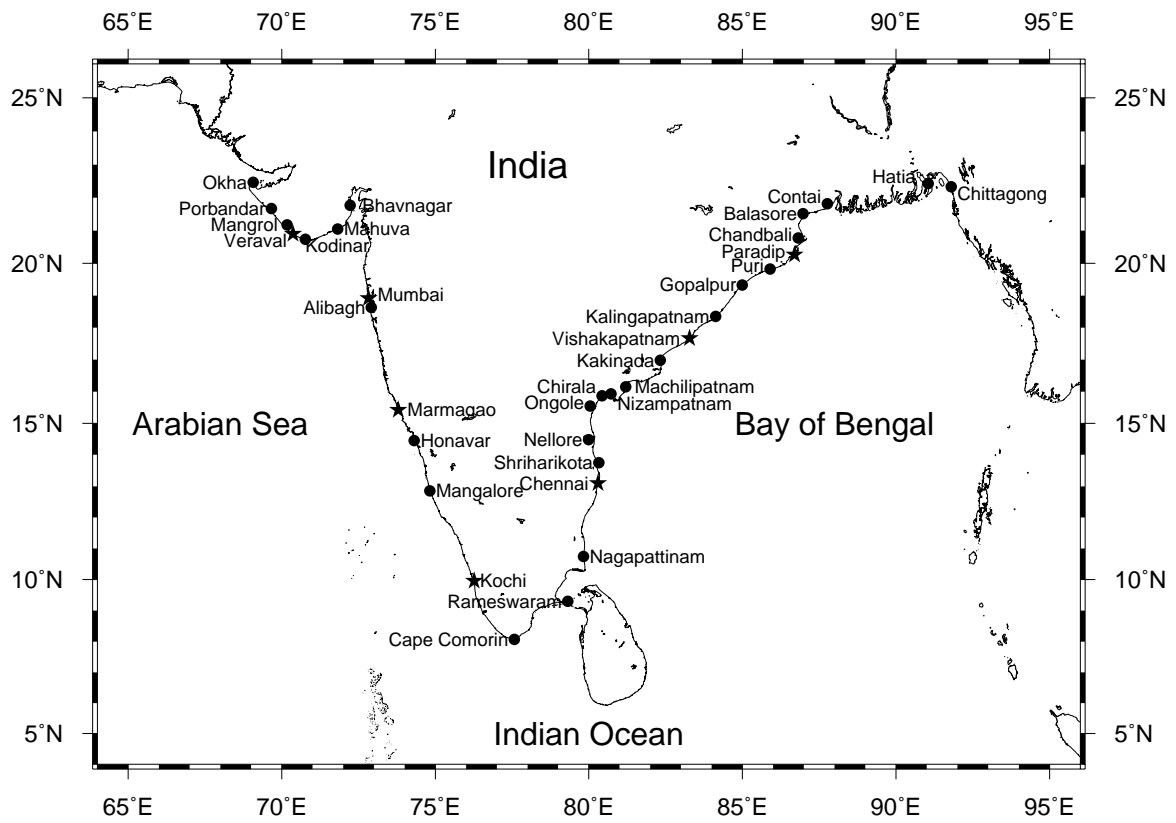 65˚E 70˚E 75˚E 80˚E 85˚E 90˚E 95˚E
25˚N 25˚N
India
Hatia
Okha
Chittagong
Contai
Bhavnagar
Porbandar
Balasore
Mangrol
Mahuva
Chandbali
Veraval
Kodinar
Paradip
20˚N Puri 20˚N
Gopalpur
Mumbai
Alibagh
Kalingapatnam
Vishakapatnam
Kakinada
Chirala Machilipatnam
Ongole Nizampatnam
15˚N Arabian Sea Marmagao Bay of Bengal 15˚N
Honavar Nellore
Shriharikota
Chennai
Mangalore
Nagapattinam
10˚N Kochi 10˚N
Rameswaram
Cape Comorin
5˚N Indian Ocean 5˚N
65˚E 70˚E 75˚E 80˚E 85˚E 90˚E 95˚E